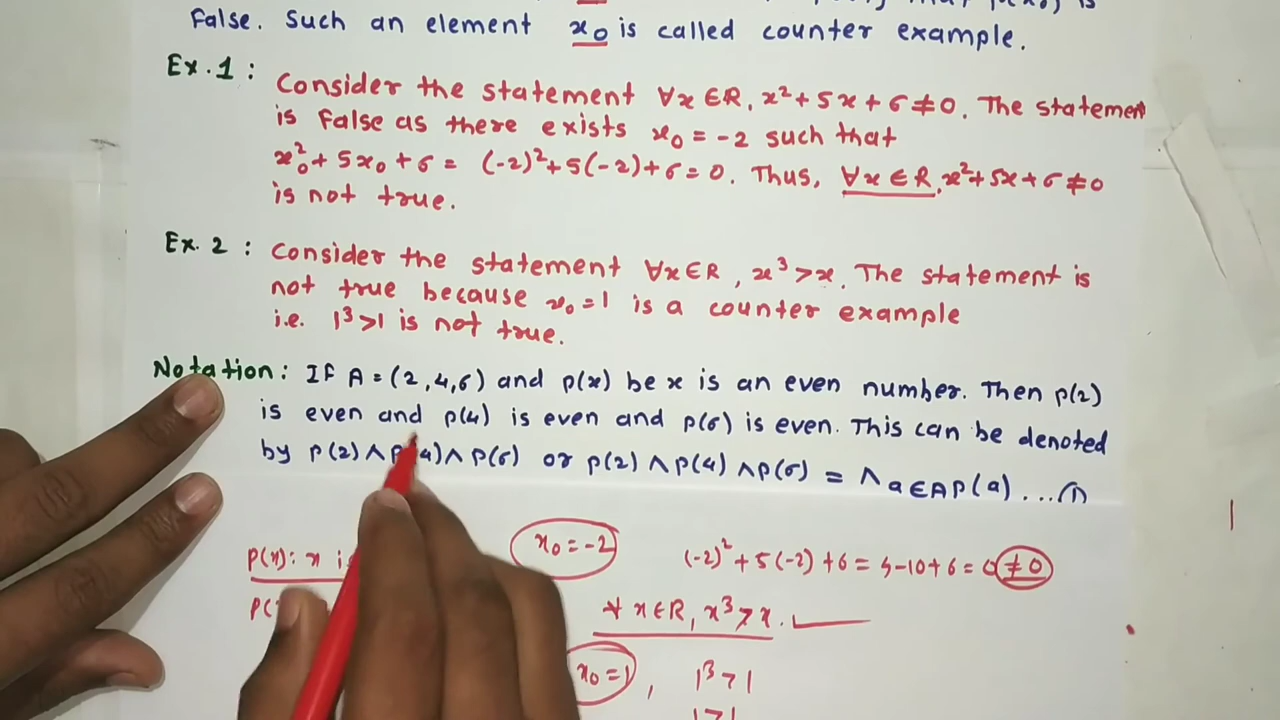 False. Such an element x₀ is called counter example.
Ex.1: Consider the statement ∀x∈R, x²+5x+6≠0. The statemen
is False as there exists x₀ = -2 such that
x₀²+5x₀+6 = (-2)²+5(-2)+6=0. Thus, ∀x∈R, x²+5x+6≠0
is not true.
Ex. 2: Consider the statement ∀x∈R, x³>x. The statement is
not true because x₀=1 is a counter example
i.e. 1³>1 is not true.
Notation: If A=(2,4,6) and p(x) be x is an even number. Then p(2)
is even and p(4) is even and p(6) is even. This can be denoted
by p(2)∧p(4)∧p(6) or p(2)∧p(4)∧p(6) = ∧a∈A p(a)...(1)
P(x): x i
x₀=-2
(-2)²+5(-2)+6=4-10+6=0≠0
P(
∀ x∈R, x³>x.
x₀=1, 1³>1
1>1